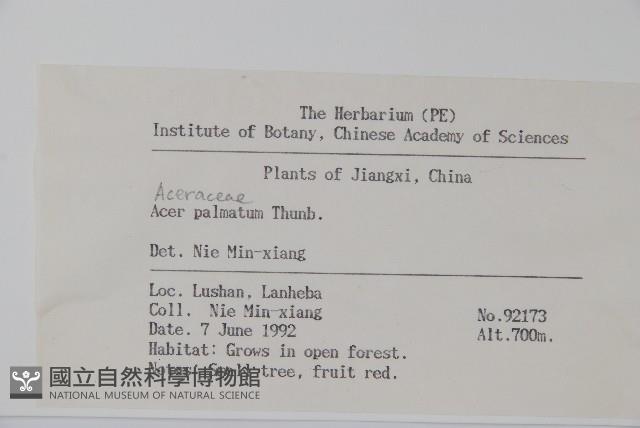 The Herbarium (PE)
Institute of Botany, Chinese Academy of Sciences
Plants of Jiangxi, China
Aceraceae
Acer palmatum Thunb.
Det. Nie Min-xiang
Loc. Lushan, Lanheba
Coll. Nie Min-xiang No.92173
Date. 7 June 1992 Alt.700m.
Habitat: Grows in open forest.
Notes: Small tree, fruit red.
國立自然科學博物館
NATIONAL MUSEUM OF NATURAL SCIENCE